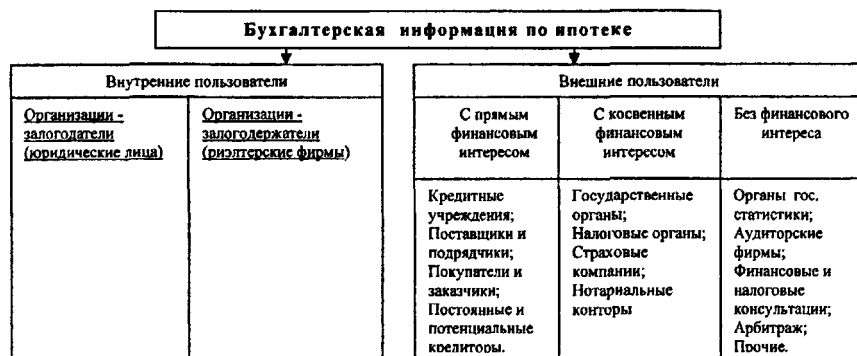 Бухгалтерская информация по ипотеке
Внутренние пользователи
Организации -
залогодатели
(юридические лица)
Организации -
залогодержатели
(риэлтерские фирмы)
Внешние пользователи
С прямым
финансовым
интересом
С косвенным
финансовым
интересом
Без финансового
интереса
Кредитные
учреждения;
Поставщики и
подрядчики;
Покупатели и
заказчики;
Постоянные и
потенциальные
кредиторы.
Государственные
органы;
Налоговые органы;
Страховые
компании;
Нотариальные
конторы
Органы гос.
статистики;
Аудиторские
фирмы;
Финансовые и
налоговые
консультации;
Арбитраж;
Прочие.